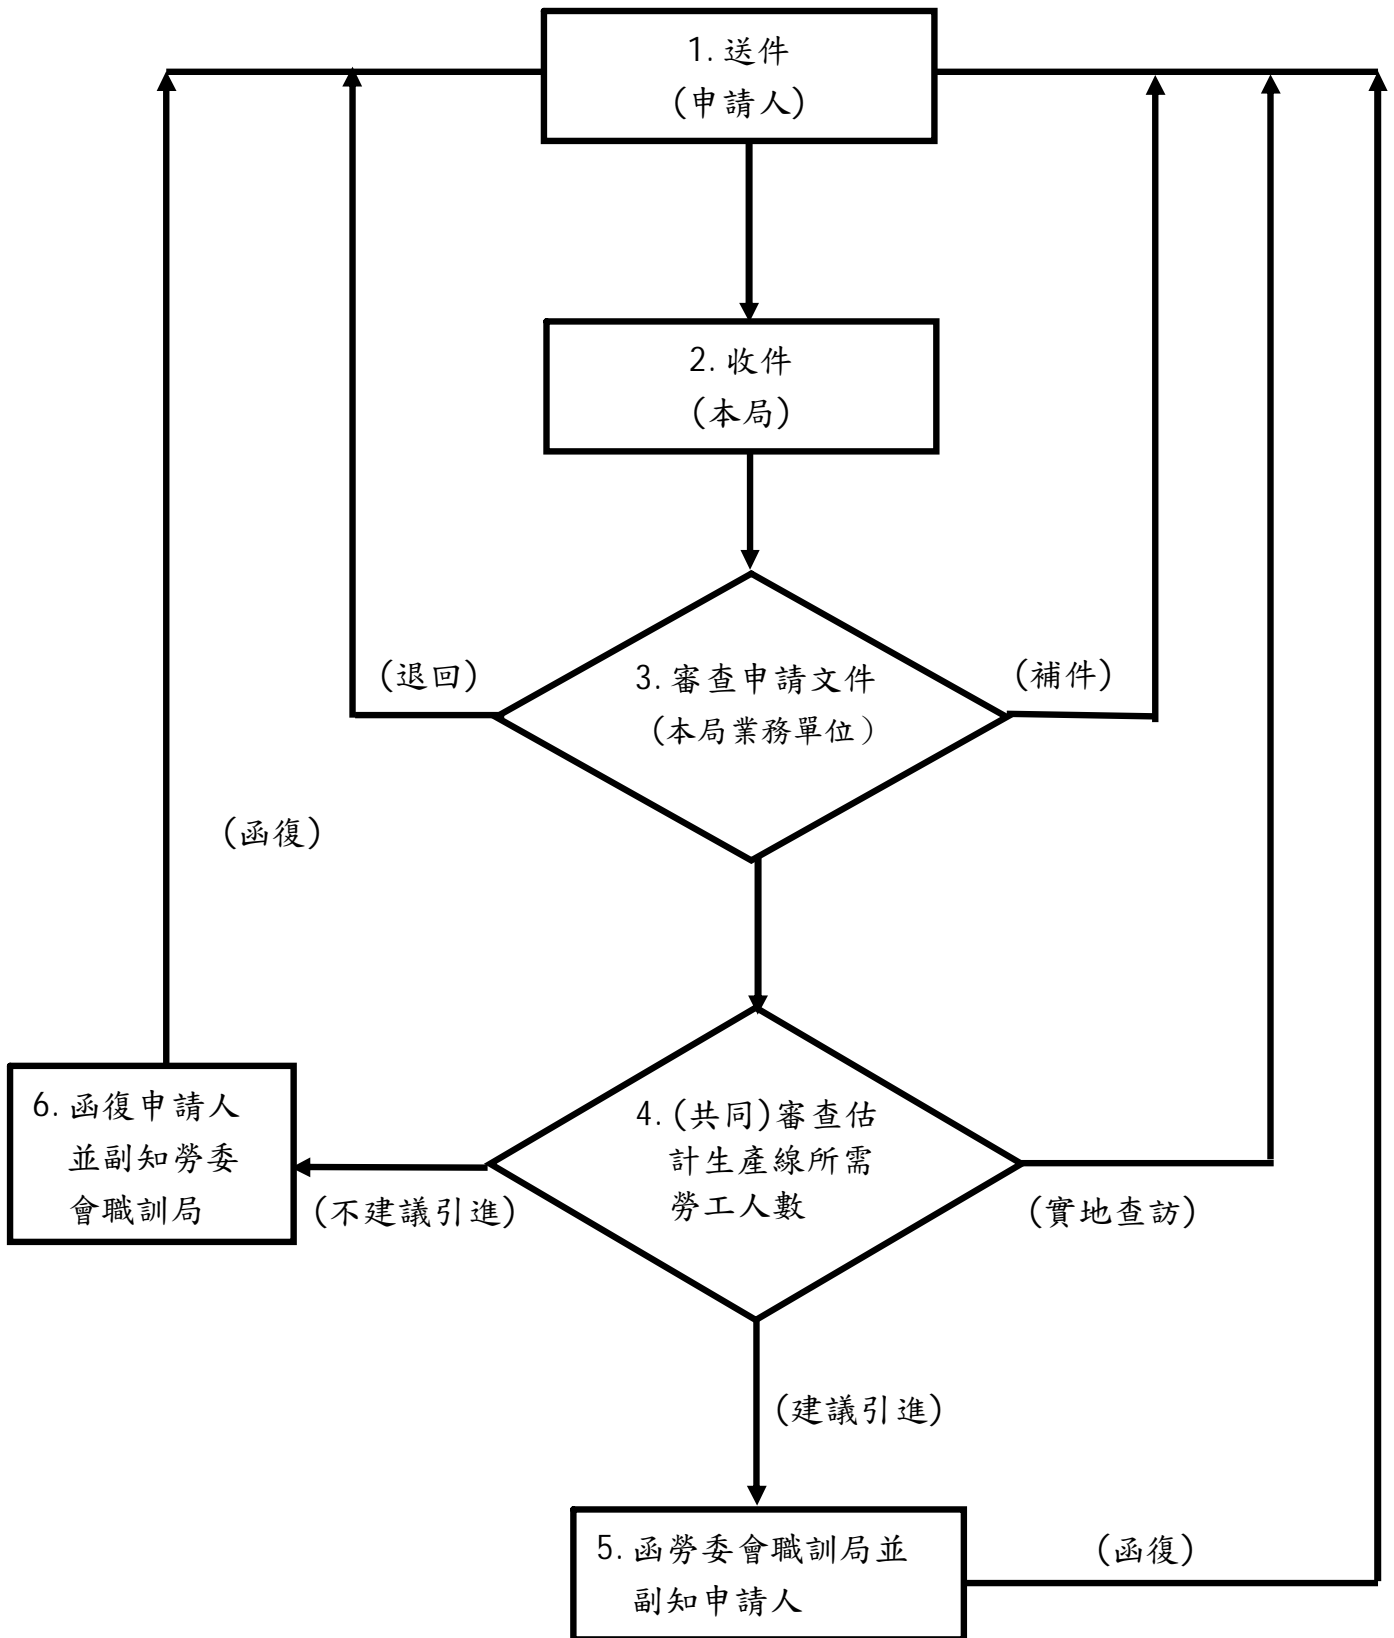 1.送件
(申請人)
2.收件
(本局)
(退回)
3.審查申請文件
(本局業務單位）
(補件)
(函復)
6.函復申請人
並副知勞委
會職訓局
(不建議引進)
4.(共同)審查估
計生產線所需
勞工人數
(實地查訪)
(建議引進)
5.函勞委會職訓局並
副知申請人
(函復)